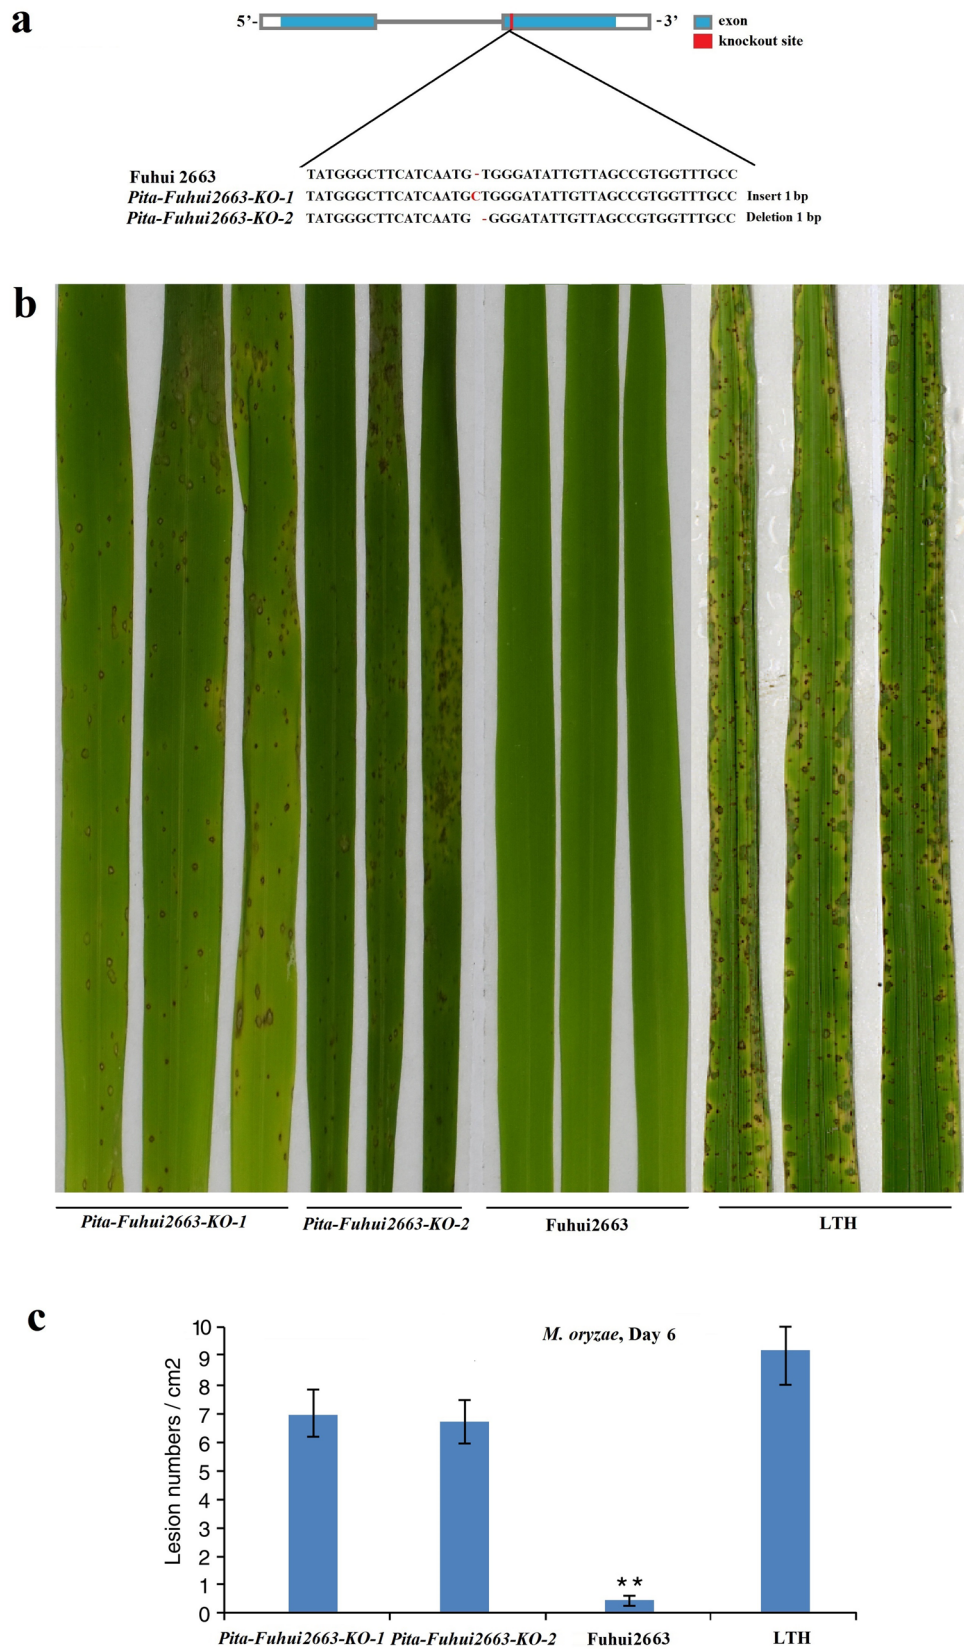 a
5'- -3'
exon
knockout site
Fuhui 2663 TATGGGCTTCATCAATG-TGGGATATTGTTAGCCGTGGTTTGCC
Pita-Fuhui2663-KO-1 TATGGGCTTCATCAATGCTGGGATATTGTTAGCCGTGGTTTGCC Insert 1 bp
Pita-Fuhui2663-KO-2 TATGGGCTTCATCAATG -GGGATATTGTTAGCCGTGGTTTGCC Deletion 1 bp
b
Pita-Fuhui2663-KO-1 Pita-Fuhui2663-KO-2 Fuhui2663 LTH
c
M. oryzae, Day 6
Lesion numbers / cm2
10
9
8
7
6
5
4
3
2
1
0
**
Pita-Fuhui2663-KO-1 Pita-Fuhui2663-KO-2 Fuhui2663 LTH